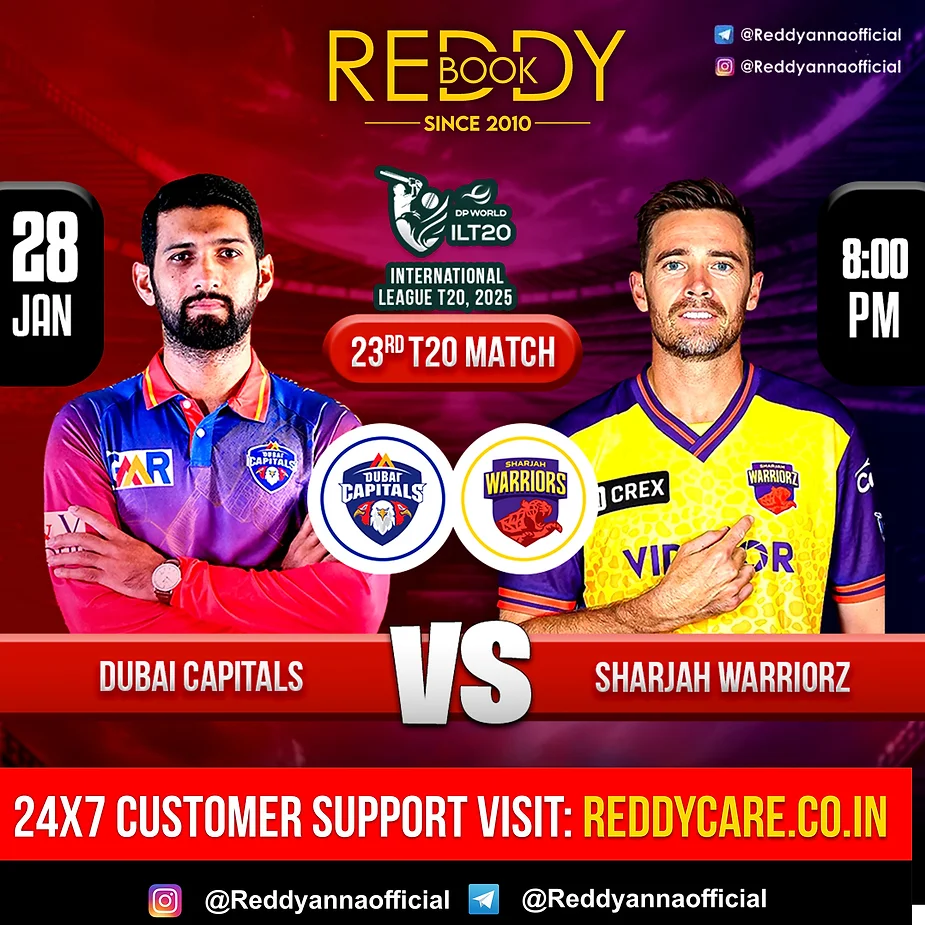 REDDY
BOOK
SINCE 2010
@Reddyannaofficial
@Reddyannaofficial
28
JAN
DP WORLD
ILT20
INTERNATIONAL
LEAGUE T20, 2025
23RD T20 MATCH
8:00
PM
GMR
DUBAI
CAPITALS
DUBAI
CAPITALS
SHARJAH
WARRIORS
CREX
SHARJAH
WARRIORZ
VS
DUBAI CAPITALS
SHARJAH WARRIORZ
24X7 CUSTOMER SUPPORT VISIT: REDDYCARE.CO.IN
@Reddyannaofficial @Reddyannaofficial